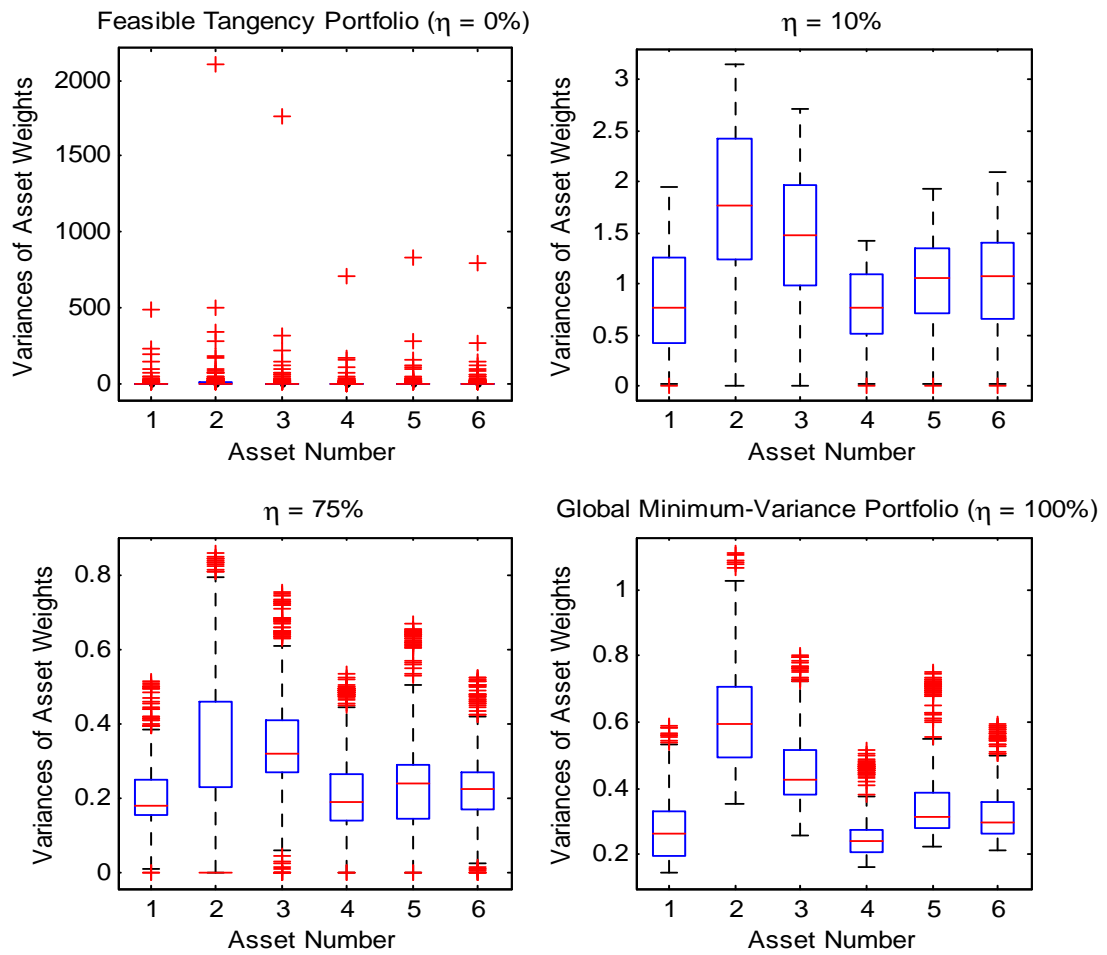 Feasible Tangency Portfolio (η = 0%)
Variances of Asset Weights
2000
1500
1000
500
0
1 2 3 4 5 6
Asset Number
η = 10%
Variances of Asset Weights
3
2.5
2
1.5
1
0.5
0
1 2 3 4 5 6
Asset Number
η = 75%
Variances of Asset Weights
0.8
0.6
0.4
0.2
0
1 2 3 4 5 6
Asset Number
Global Minimum-Variance Portfolio (η = 100%)
Variances of Asset Weights
1
0.8
0.6
0.4
0.2
1 2 3 4 5 6
Asset Number